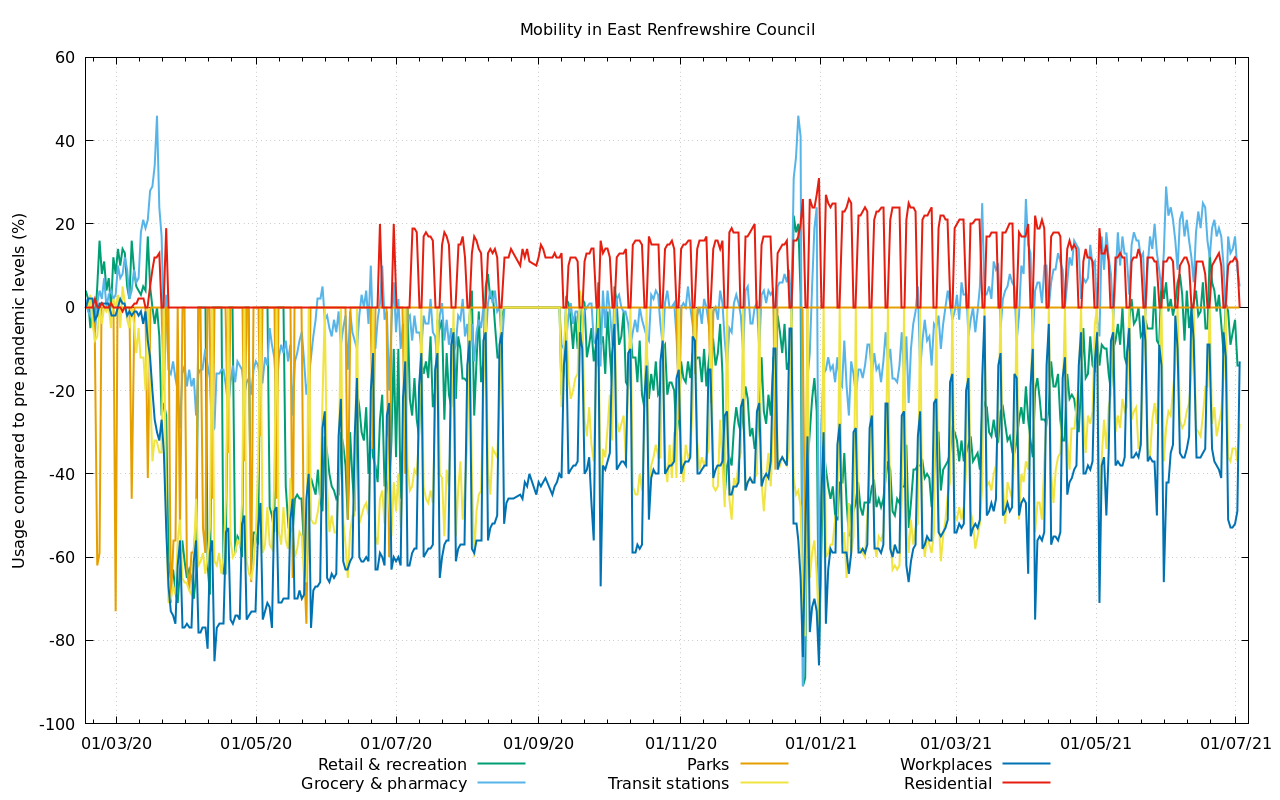 Mobility in East Renfrewshire Council
Usage compared to pre pandemic levels (%)
60
40
20
0
-20
-40
-60
-80
-100
01/03/20 01/05/20 01/07/20 01/09/20 01/11/20 01/01/21 01/03/21 01/05/21 01/07/21
Retail & recreation Parks Workplaces
Grocery & pharmacy Transit stations Residential